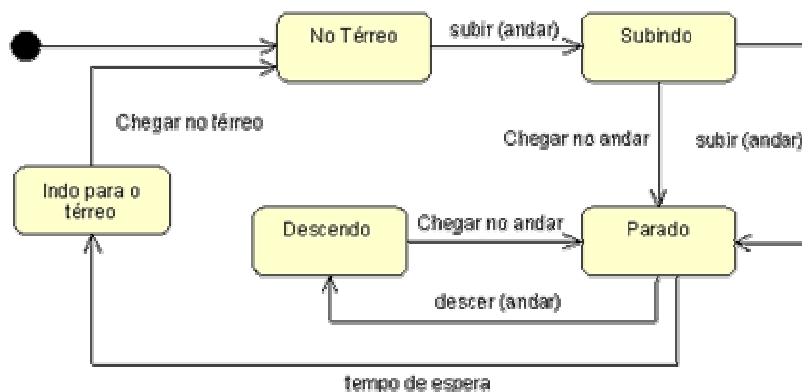 No Térreo
subir (andar)
Subindo
Chegar no térreo
Chegar no andar
subir (andar)
Indo para o
térreo
Descendo
Chegar no andar
Parado
descer (andar)
tempo de espera